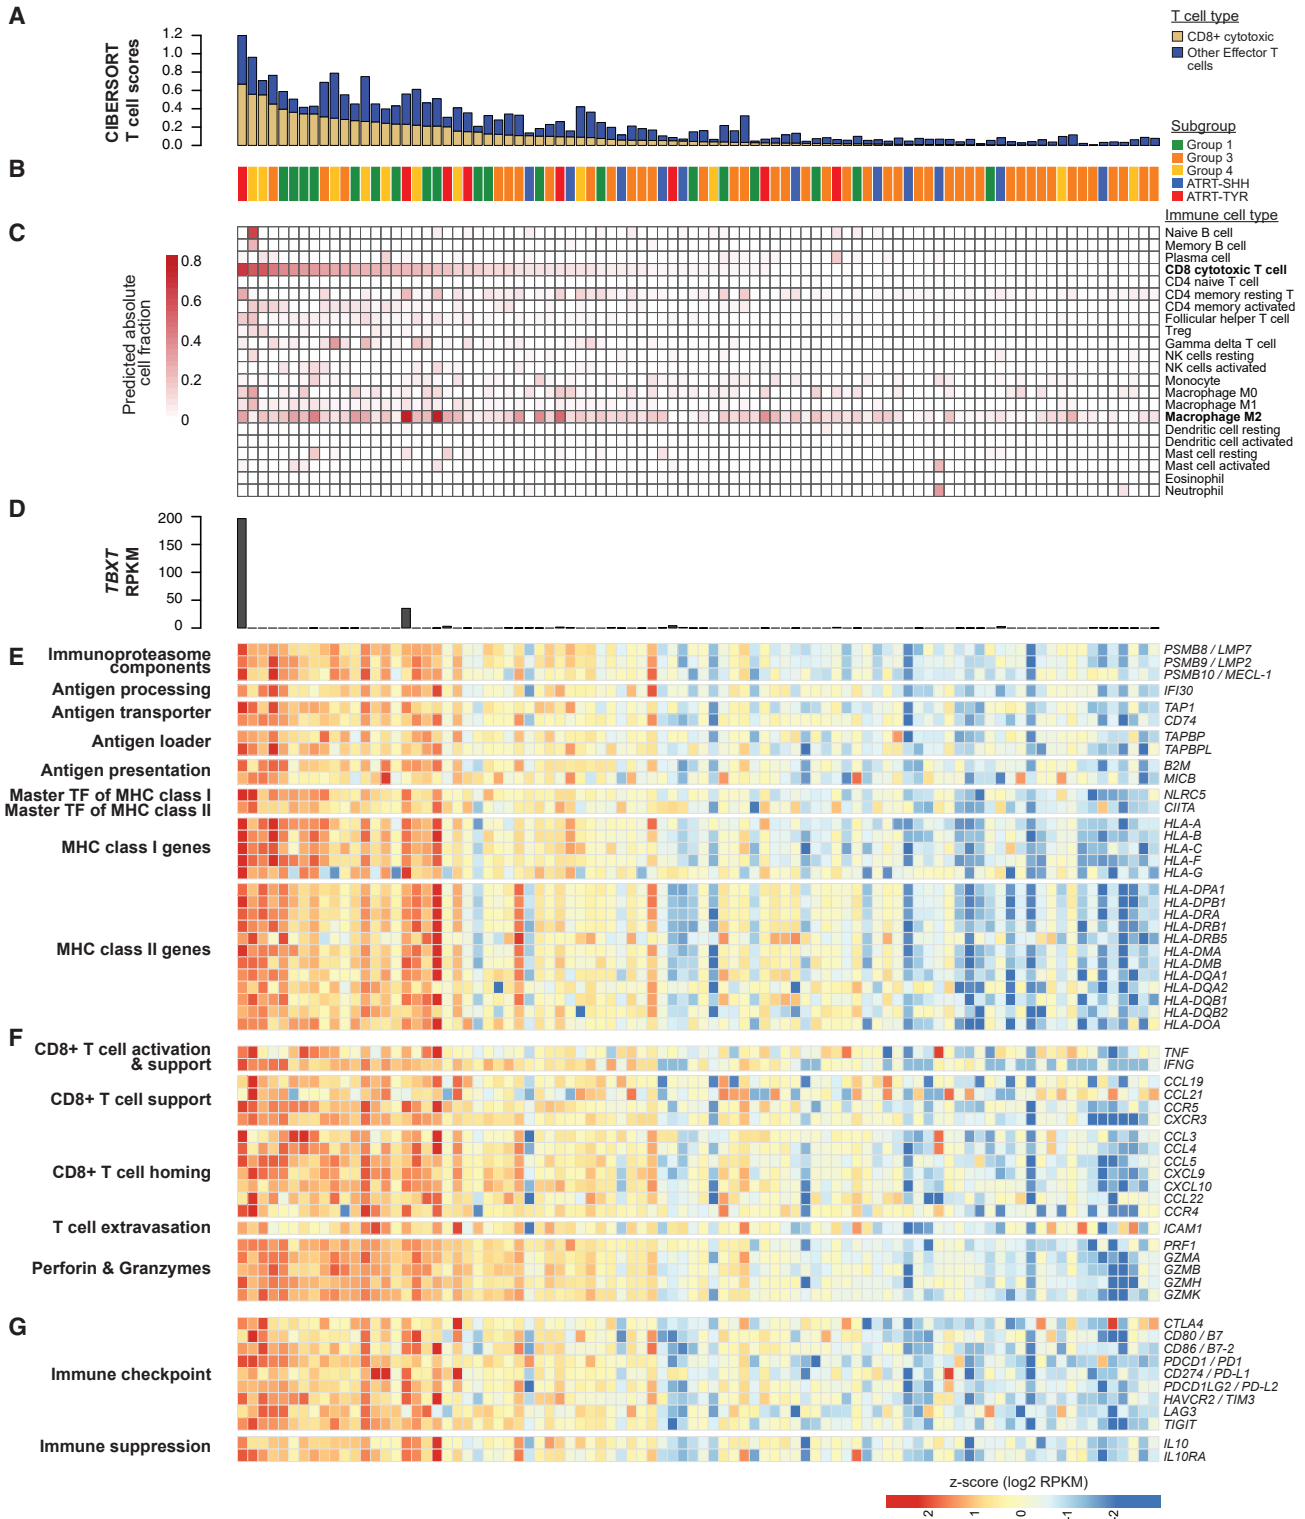 A
CIBERSORT
T cell scores
1.2
1.0
0.8
0.6
0.4
0.2
0.0
T cell type
CD8+ cytotoxic
Other Effector T
cells
Subgroup
Group 1
Group 3
Group 4
ATRT-SHH
ATRT-TYR
B
C
Predicted absolute
cell fraction
0.8
0.6
0.4
0.2
0
Immune cell type
Naive B cell
Memory B cell
Plasma cell
CD8 cytotoxic T cell
CD4 naive T cell
CD4 memory resting T
CD4 memory activated
Follicular helper T cell
Treg
Gamma delta T cell
NK cells resting
NK cells activated
Monocyte
Macrophage M0
Macrophage M1
Macrophage M2
Dendritic cell resting
Dendritic cell activated
Mast cell resting
Mast cell activated
Eosinophil
Neutrophil
D
TBXT
RPKM
200
150
100
50
0
E
Immunoproteasome
components
PSMB8 / LMP7
PSMB9 / LMP2
PSMB10 / MECL-1
Antigen processing
IFI30
Antigen transporter
TAP1
CD74
Antigen loader
TAPBP
TAPBPL
Antigen presentation
B2M
MICB
Master TF of MHC class I
NLRC5
Master TF of MHC class II
CIITA
MHC class I genes
HLA-A
HLA-B
HLA-C
HLA-F
HLA-G
MHC class II genes
HLA-DPA1
HLA-DPB1
HLA-DRA
HLA-DRB1
HLA-DRB5
HLA-DMA
HLA-DMB
HLA-DQA1
HLA-DQA2
HLA-DQB1
HLA-DQB2
HLA-DOA
F
CD8+ T cell activation
& support
TNF
IFNG
CD8+ T cell support
CCL19
CCL21
CCR5
CXCR3
CD8+ T cell homing
CCL3
CCL4
CCL5
CXCL9
CXCL10
CCL22
CCR4
T cell extravasation
ICAM1
Perforin & Granzymes
PRF1
GZMA
GZMB
GZMH
GZMK
G
Immune checkpoint
CTLA4
CD80 / B7
CD86 / B7-2
PDCD1 / PD1
CD274 / PD-L1
PDCD1LG2 / PD-L2
HAVCR2 / TIM3
LAG3
TIGIT
Immune suppression
IL10
IL10RA
z-score (log2 RPKM)
2
1
0
-1
-2